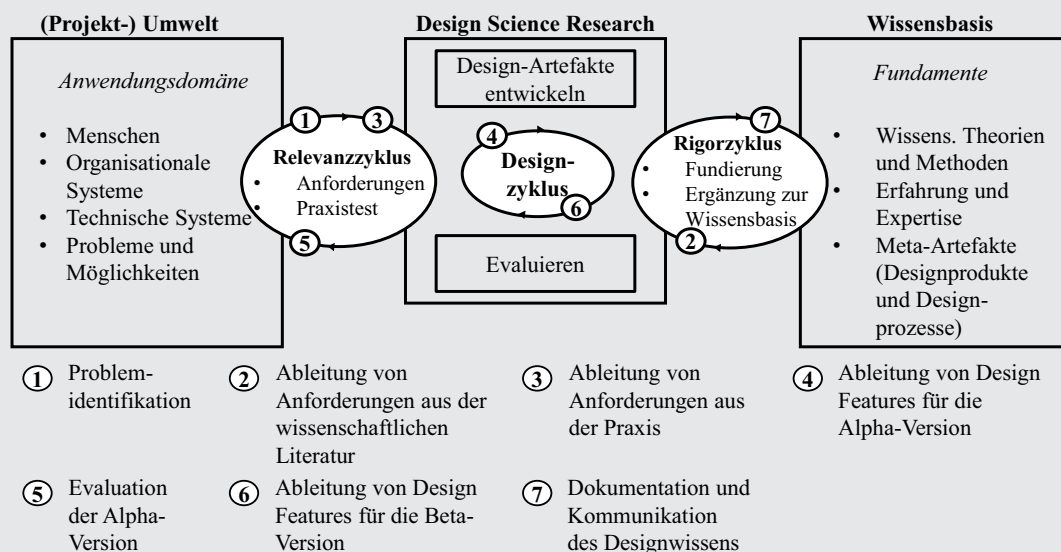 (Projekt-) Umwelt
Anwendungsdomäne
• Menschen
• Organisationale
Systeme
• Technische Systeme
• Probleme und
Möglichkeiten
1
3
Relevanzzyklus
• Anforderungen
• Praxistest
5
Design Science Research
Design-Artefakte
entwickeln
4
Design-
zyklus
6
Evaluieren
7
Rigorzyklus
• Fundierung
• Ergänzung zur
Wissensbasis
2
Wissensbasis
Fundamente
• Wissens. Theorien
und Methoden
• Erfahrung und
Expertise
• Meta-Artefakte
(Designprodukte
und Design-
prozesse)
1 Problem-
identifikation
2 Ableitung von
Anforderungen aus der
wissenschaftlichen
Literatur
3 Ableitung von
Anforderungen aus
der Praxis
4 Ableitung von Design
Features für die
Alpha-Version
5 Evaluation
der Alpha-
Version
6 Ableitung von Design
Features für die Beta-
Version
7 Dokumentation und
Kommunikation
des Designwissens